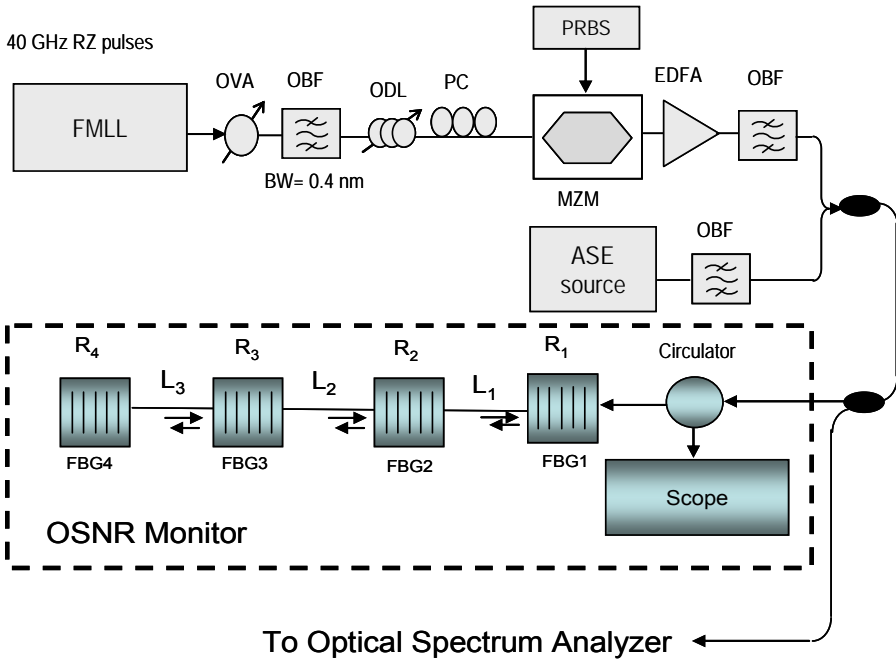 40 GHz RZ pulses
FMLL
OVA
OBF
BW= 0.4 nm
ODL
PC
PRBS
MZM
EDFA
OBF
ASE
source
OBF
R4
R3
R2
R1
Circulator
L3
L2
L1
FBG4
FBG3
FBG2
FBG1
Scope
OSNR Monitor
To Optical Spectrum Analyzer